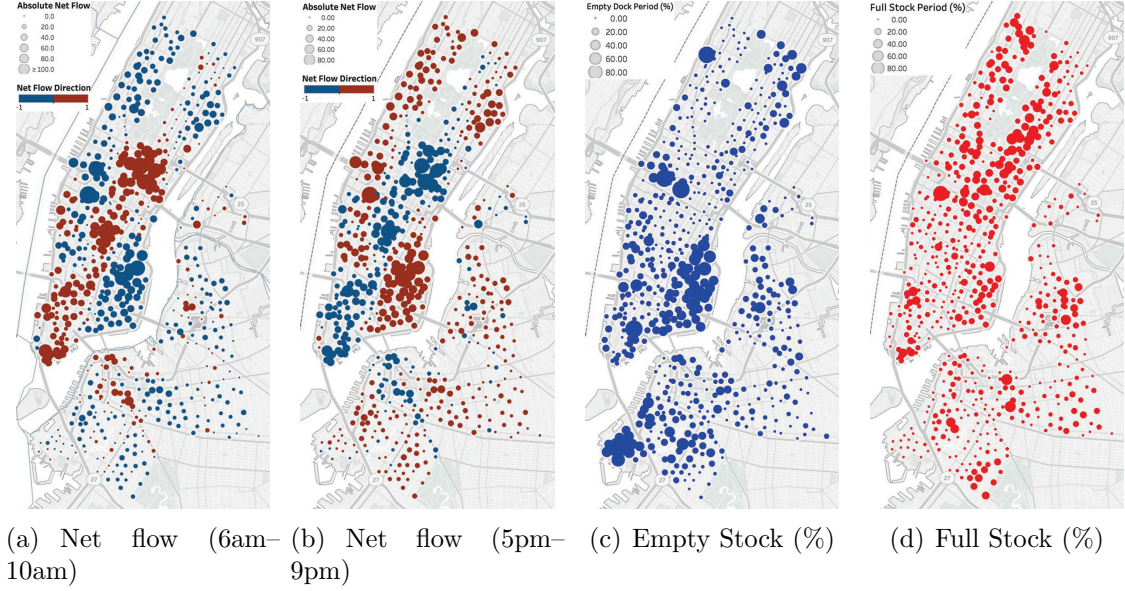 Absolute Net Flow
0.0
20.0
40.0
60.0
80.0
≥100.0
Net Flow Direction
-1 1
907
25
27
(a) Net flow (6am–
10am)
Absolute Net Flow
0.00
20.00
40.00
60.00
80.00
Net Flow Direction
-1 1
907
25
27
(b) Net flow (5pm–
9pm)
Empty Dock Period (%)
0.00
20.00
40.00
60.00
80.00
907
25
27
(c) Empty Stock (%)
Full Stock Period (%)
0.00
20.00
40.00
60.00
80.00
907
25
27
(d) Full Stock (%)